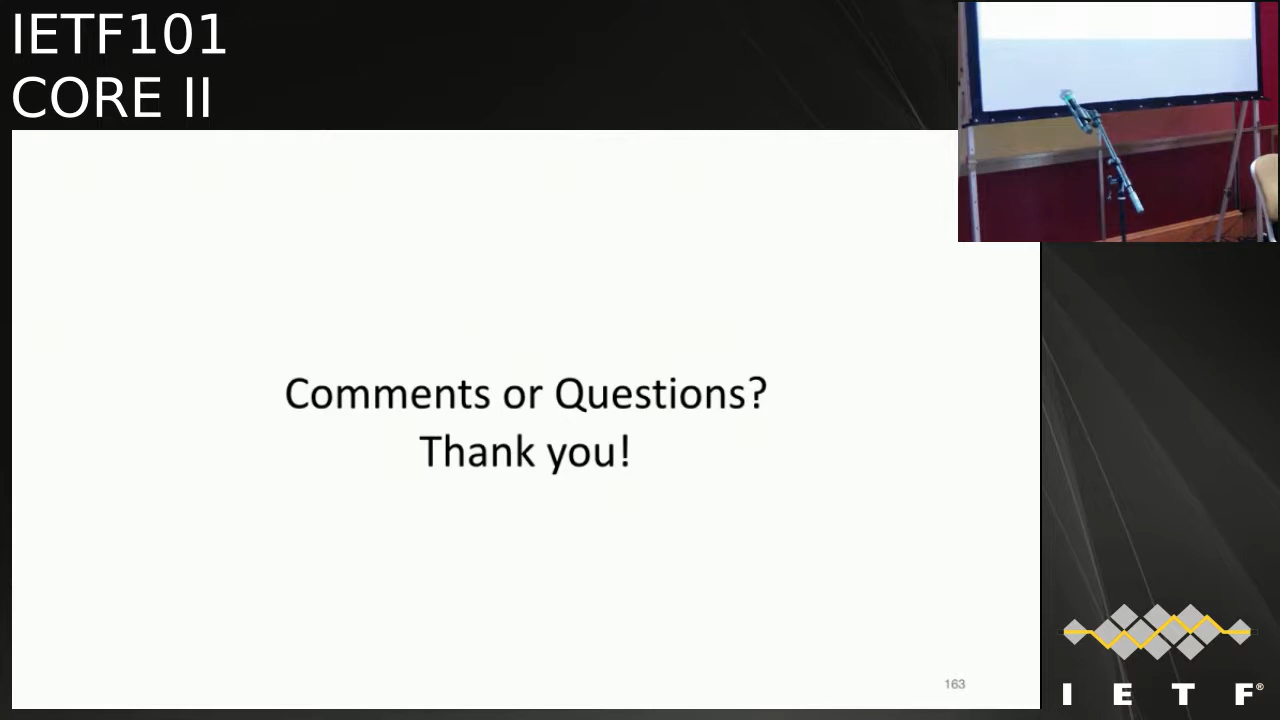 IETF101
CORE II
Comments or Questions?
Thank you!
163
I E T F®